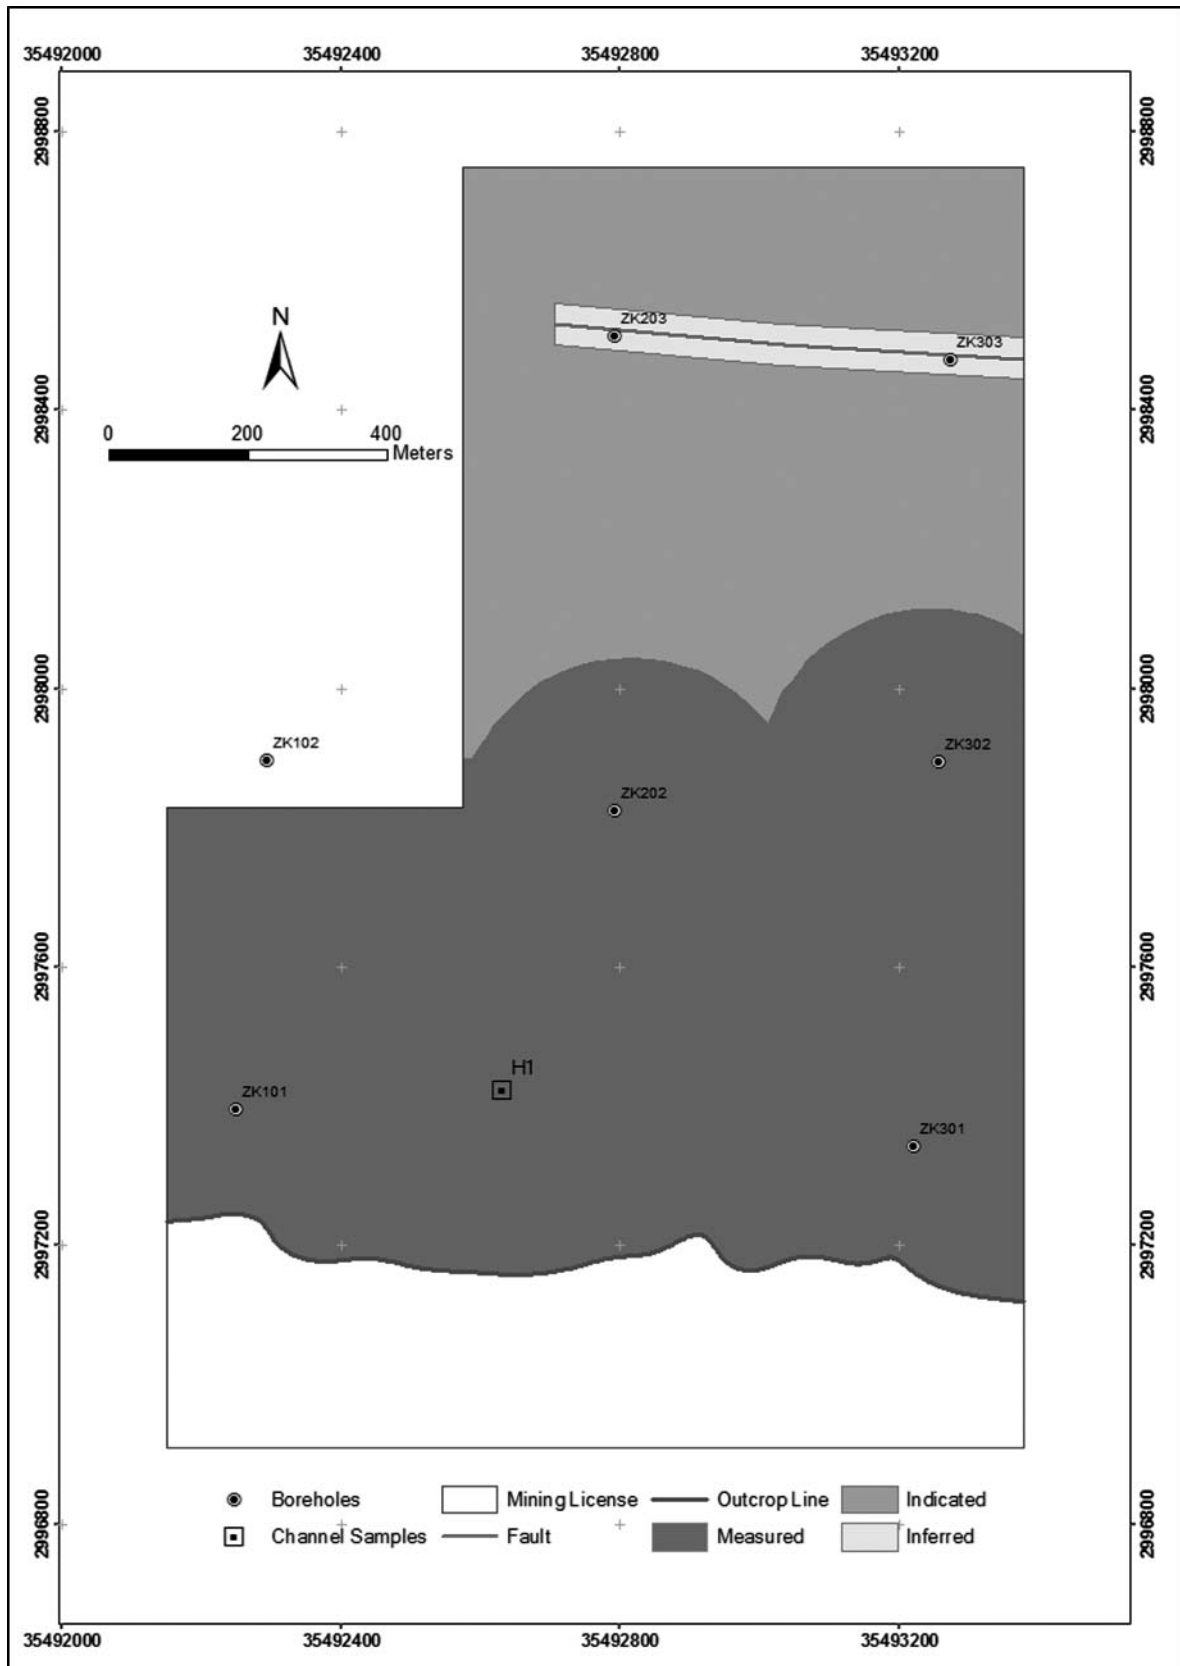 35492000 35492400 35492800 35493200
2998800 2998800
ZK203
ZK303
N
2998400 2998400
0 200 400
Meters
2998000 2998000
ZK102
ZK302
ZK202
2997600 2997600
H1
ZK101
ZK301
2997200 2997200
Boreholes Mining License Outcrop Line Indicated
Channel Samples Fault Measured Inferred
2996800 2996800
35492000 35492400 35492800 35493200